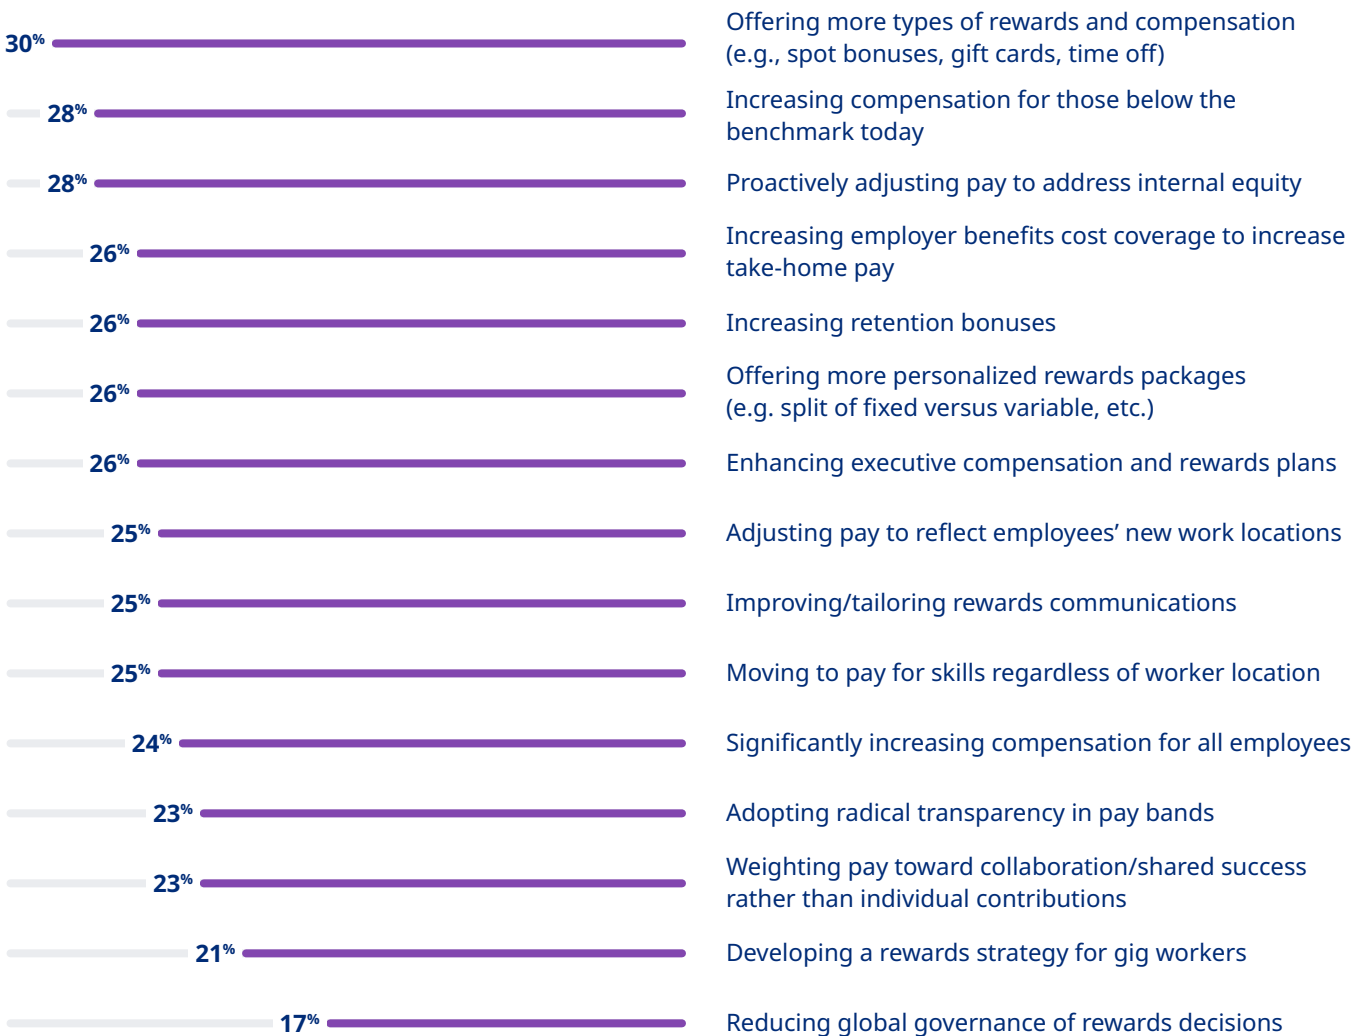 30%
Offering more types of rewards and compensation
(e.g., spot bonuses, gift cards, time off)
28%
Increasing compensation for those below the
benchmark today
28%
Proactively adjusting pay to address internal equity
26%
Increasing employer benefits cost coverage to increase
take-home pay
26%
Increasing retention bonuses
26%
Offering more personalized rewards packages
(e.g. split of fixed versus variable, etc.)
26%
Enhancing executive compensation and rewards plans
25%
Adjusting pay to reflect employees’ new work locations
25%
Improving/tailoring rewards communications
25%
Moving to pay for skills regardless of worker location
24%
Significantly increasing compensation for all employees
23%
Adopting radical transparency in pay bands
23%
Weighting pay toward collaboration/shared success
rather than individual contributions
21%
Developing a rewards strategy for gig workers
17%
Reducing global governance of rewards decisions